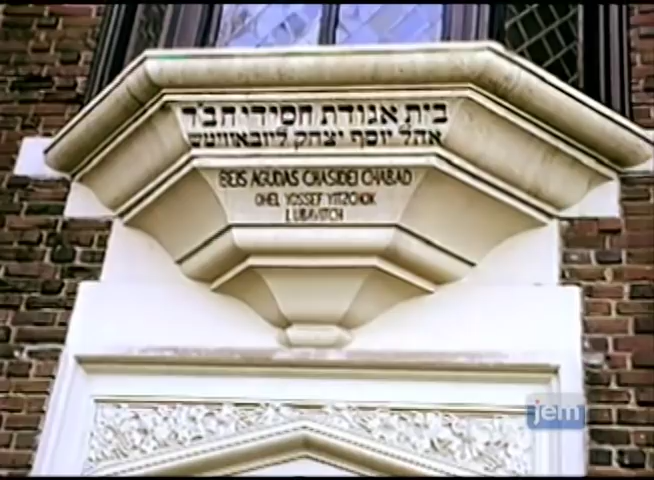 בית אגודת חסידי חב״ד
אהל יוסף יצחק ליובאוויטש
BEIS AGUDAS CHASIDEI CHABAD
OHEL YOSSEF YITZCHOK
LUBAVITCH
jem